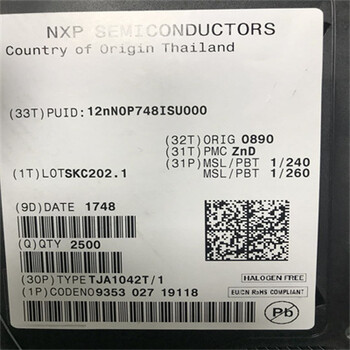 NXP SEMICONDUCTORS
Country of Origin Thailand
(33T)PUID:12nN0P748ISU000
(32T)ORIG 0890
(31T)PMC ZnD
(31P)MSL/PBT 1/240
MSL/PBT 1/260
(1T)LOTSKC202.1
(9D)DATE 1748
(Q)QTY 2500
(30P)TYPETJA1042T/1
(1P)CODENO9353 027 19118
HALOGEN FREE
EU/CN RoHS COMPLIANT
Pb